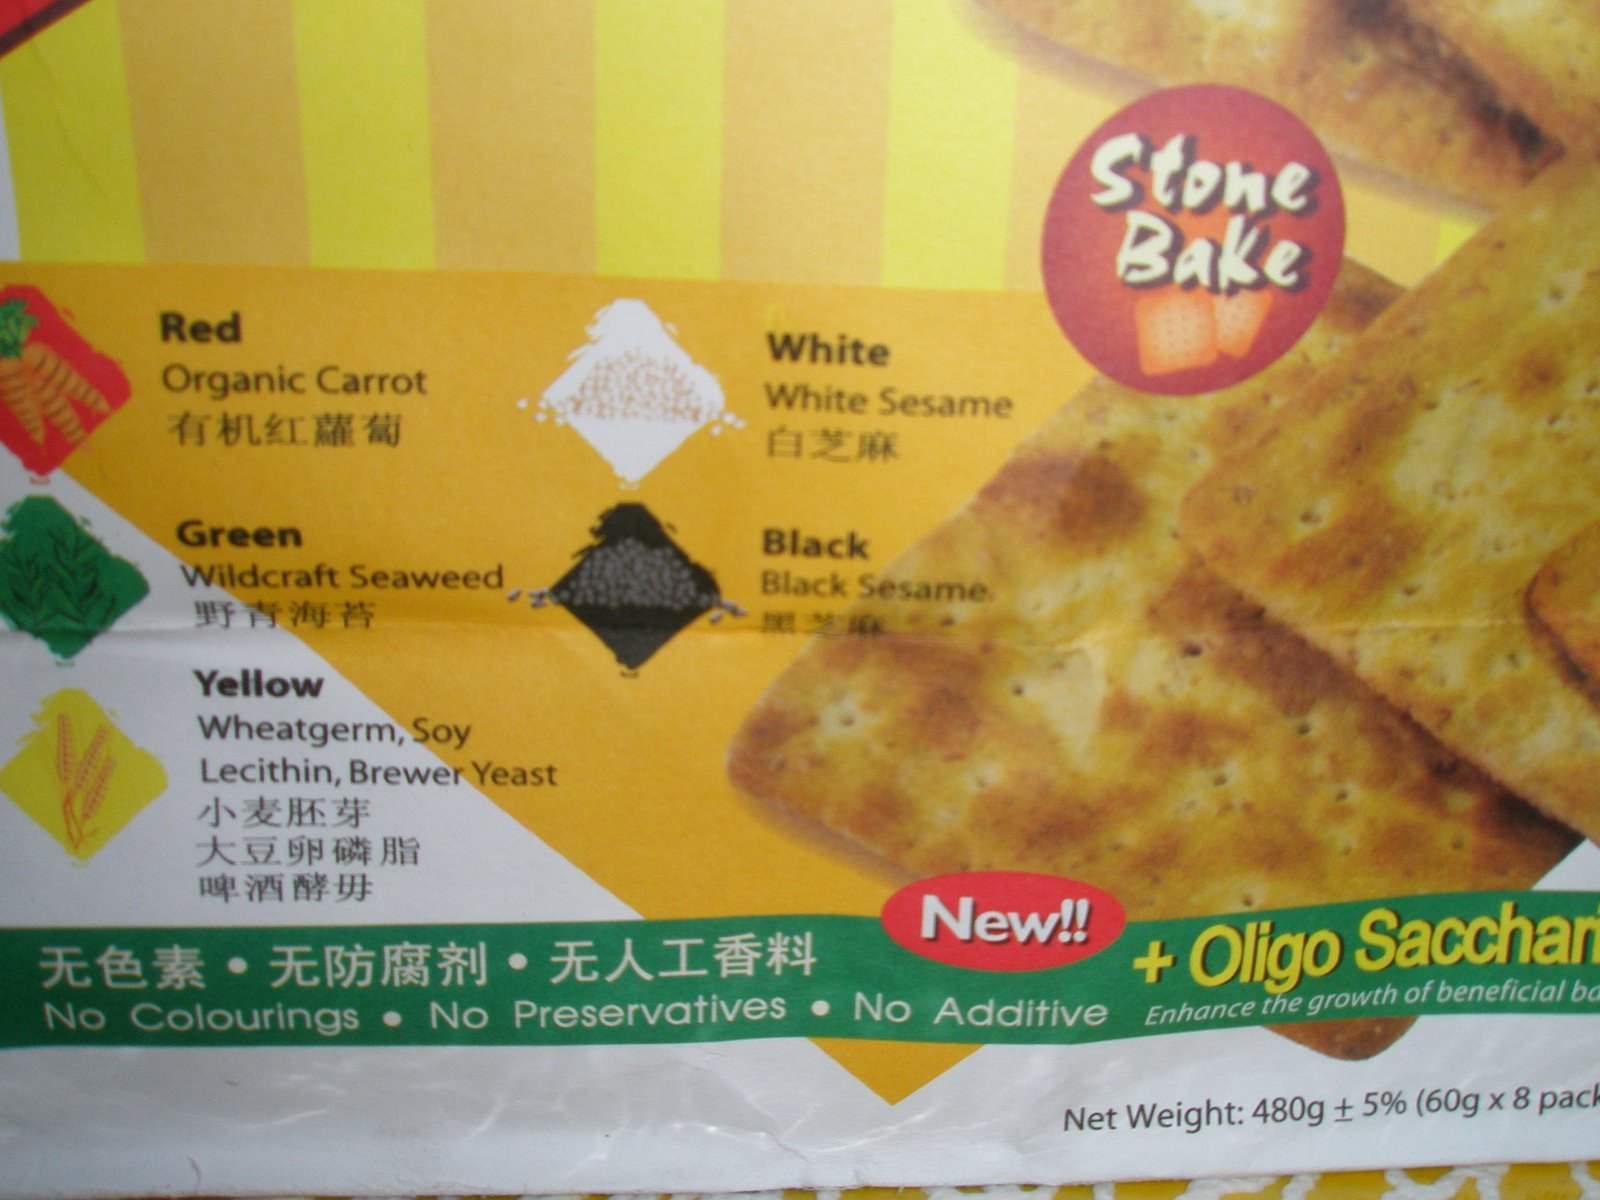 Stone
Bake
Red
Organic Carrot
有机红蘿蔔
White
White Sesame
白芝麻
Green
Wildcraft Seaweed
野青海苔
Black
Black Sesame
黑芝麻
Yellow
Wheatgerm, Soy
Lecithin, Brewer Yeast
小麦胚芽
大豆卵磷脂
啤酒酵毋
无色素 • 无防腐剂 • 无人工香料
No Colourings • No Preservatives • No Additive
New!!
+ Oligo
Enhance the growth of beneficial
Net Weight: 480g ± 5% (60g x 8